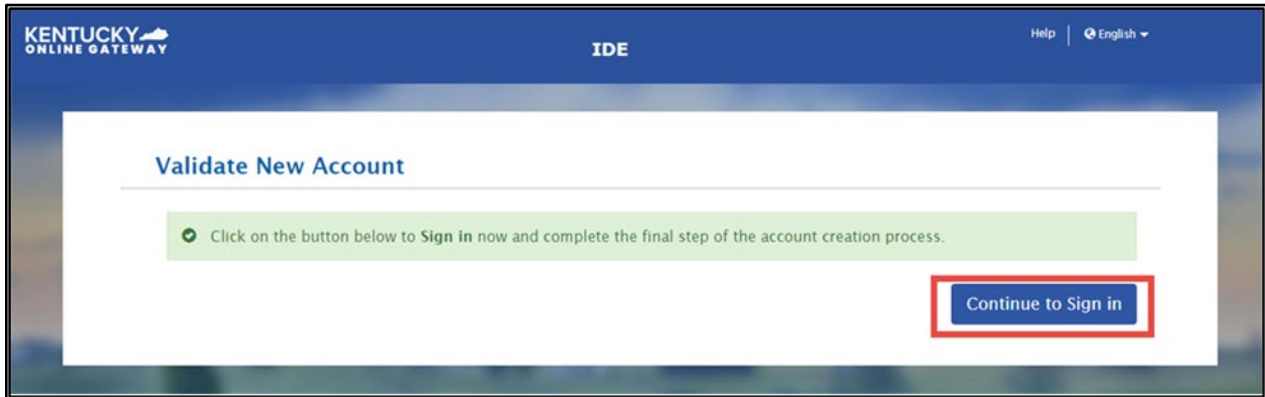 KENTUCKY
ONLINE GATEWAY
IDE
Help
English
Validate New Account
Click on the button below to Sign in now and complete the final step of the account creation process.
Continue to Sign in